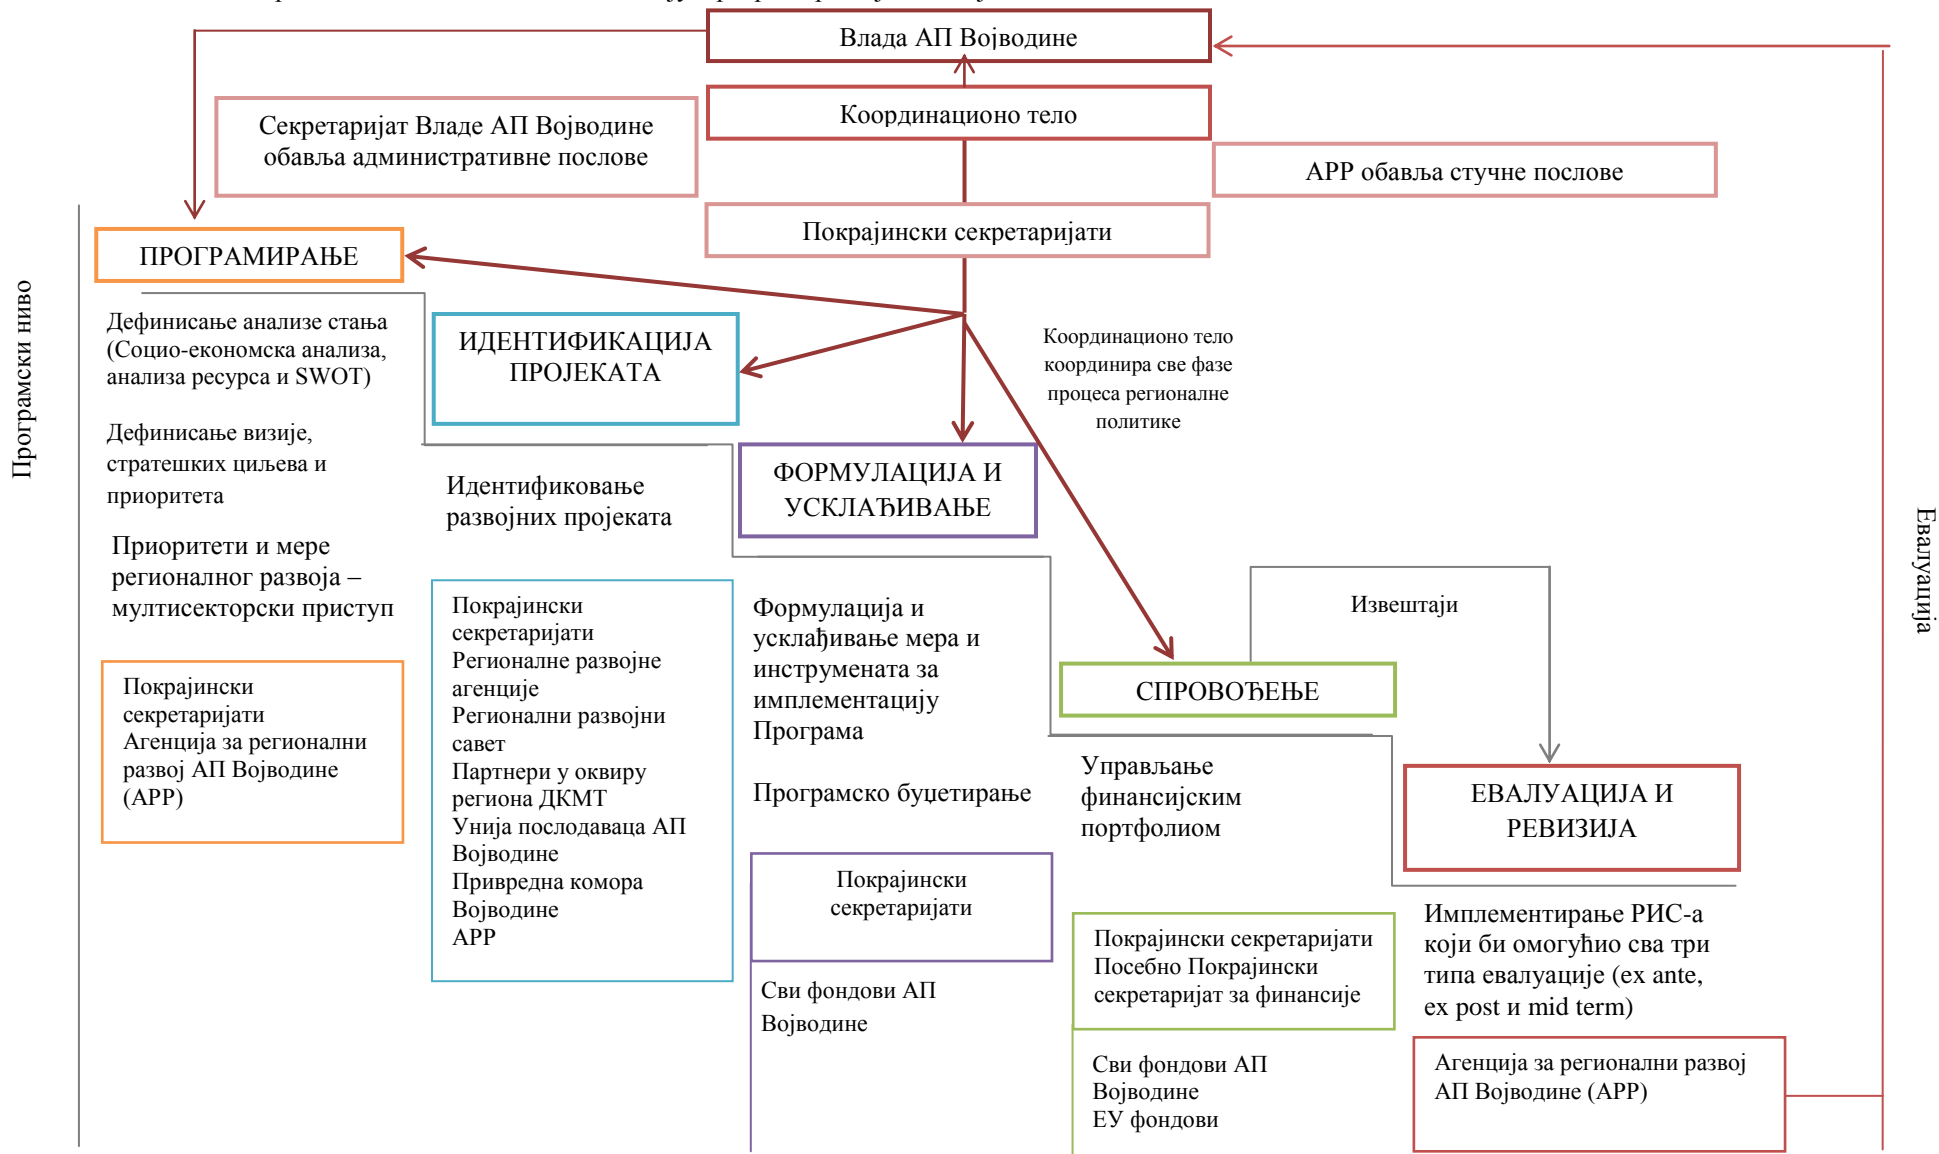 Влада АП Војводине
Координационо тело
Секретаријат Владе АП Војводине
обавља административне послове
АРР обавља стучне послове
Покрајински секретаријати
Програмски ниво
ПРОГРАМИРАЊЕ
Дефинисање анализе стања
(Социо-економска анализа,
анализа ресурса и SWOT)
Дефинисање визије,
стратешких циљева и
приоритета
Приоритети и мере
регионалног развоја –
мултисекторски приступ
Покрајински
секретаријати
Агенција за регионални
развој АП Војводине
(АРР)
ИДЕНТИФИКАЦИЈА
ПРОЈЕКАТА
Идентификовање
развојних пројеката
Покрајински
секретаријати
Регионалне развојне
агенције
Регионални развојни
савет
Партнери у оквиру
региона ДКМТ
Унија послодаваца АП
Војводине
Привредна комора
Војводине
АРР
Координационо тело
координира све фазе
процеса регионалне
политике
ФОРМУЛАЦИЈА И
УСКЛАЂИВАЊЕ
Формулација и
усклађивање мера и
инструмената за
имплементацију
Програма
Програмско буџетирање
Покрајински
секретаријати
Сви фондови АП
Војводине
СПРОВОЂЕЊЕ
Управљање
финансијским
портфолиом
Покрајински секретаријати
Посебно Покрајински
секретаријат за финансије
Сви фондови АП
Војводине
ЕУ фондови
Извештаји
ЕВАЛУАЦИЈА И
РЕВИЗИЈА
Имплементирање РИС-а
који би омогућио сва три
типа евалуације (ex ante,
ex post и mid term)
Агенција за регионални развој
АП Војводине (АРР)
Евалуација